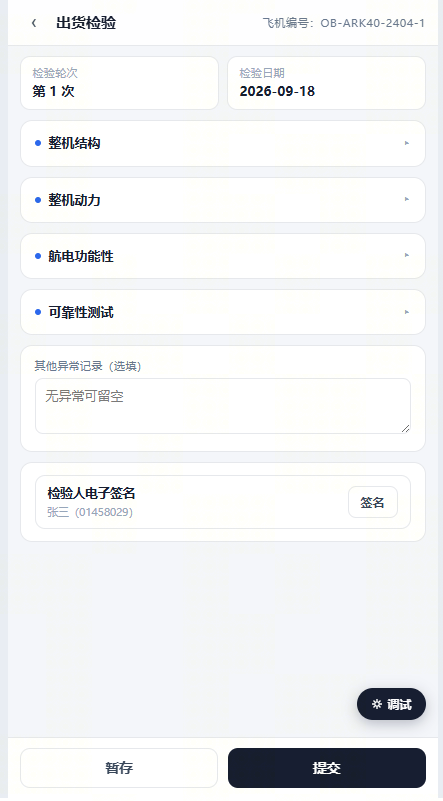 ‹ 出货检验 飞机编号：OB-ARK40-2404-1
检验轮次
第 1 次
检验日期
2026-09-18
整机结构
整机动力
航电功能性
可靠性测试
其他异常记录（选填）
无异常可留空
检验人电子签名
张三（01458029）
签名
调试
暂存
提交